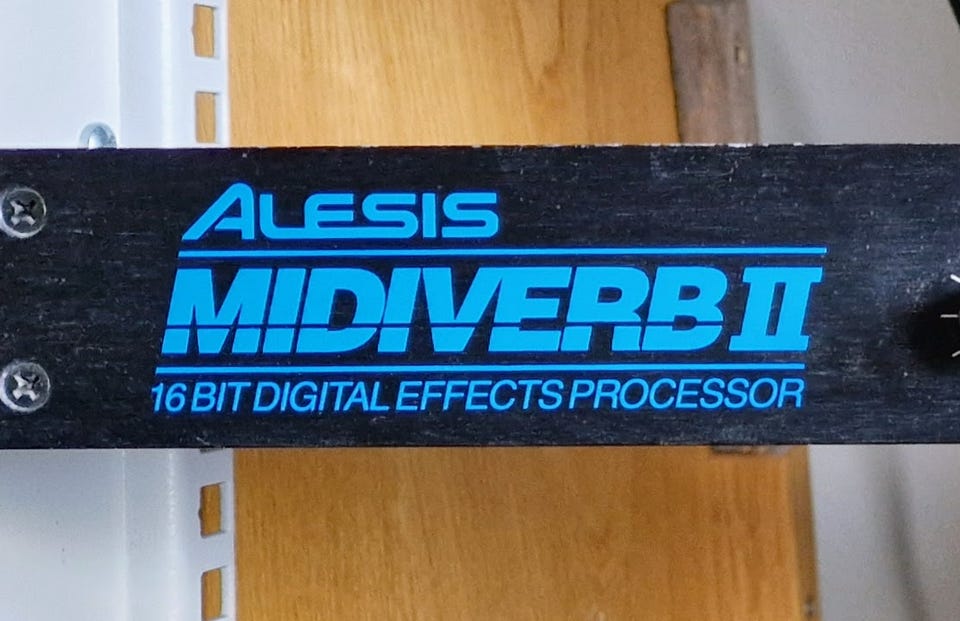 ALESIS
MIDIVERB II
16 BIT DIGITAL EFFECTS PROCESSOR